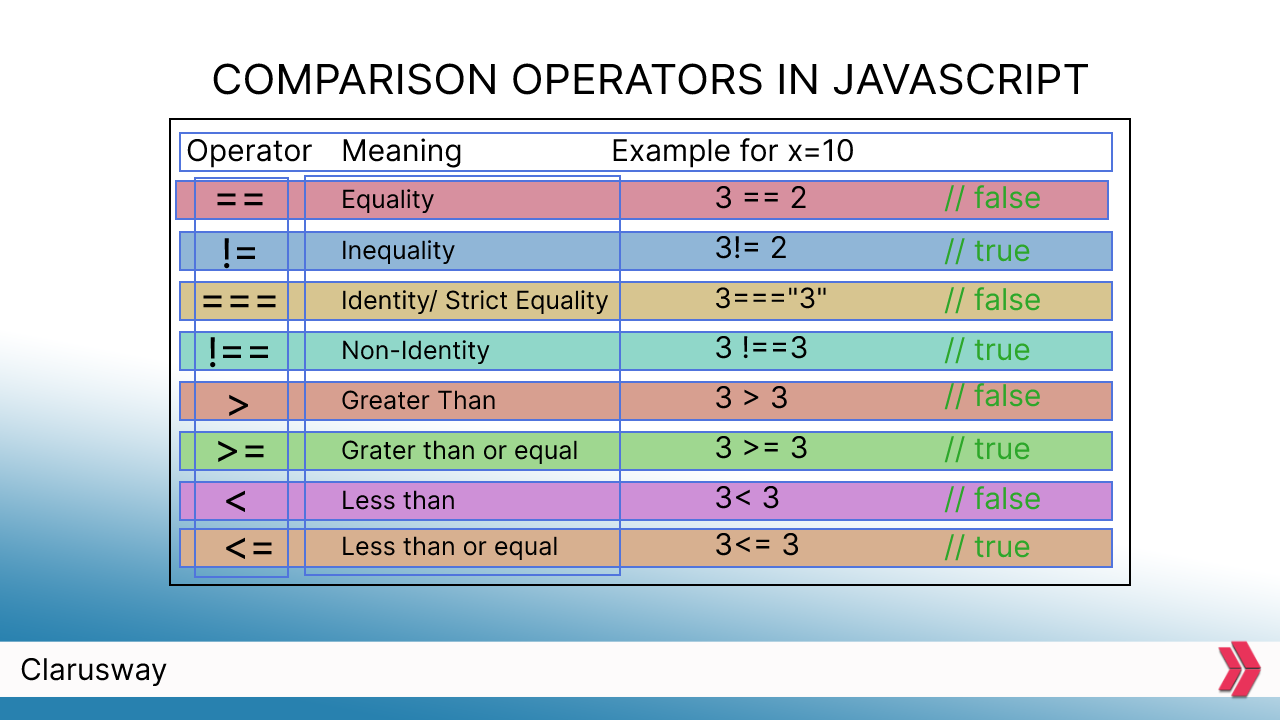 COMPARISON OPERATORS IN JAVASCRIPT
Operator Meaning Example for x=10
== Equality 3 == 2 // false
!= Inequality 3!= 2 // true
=== Identity/ Strict Equality 3==="3" // false
!== Non-Identity 3 !==3 // true
> Greater Than 3 > 3 // false
>= Grater than or equal 3 >= 3 // true
< Less than 3< 3 // false
<= Less than or equal 3<= 3 // true
Clarusway